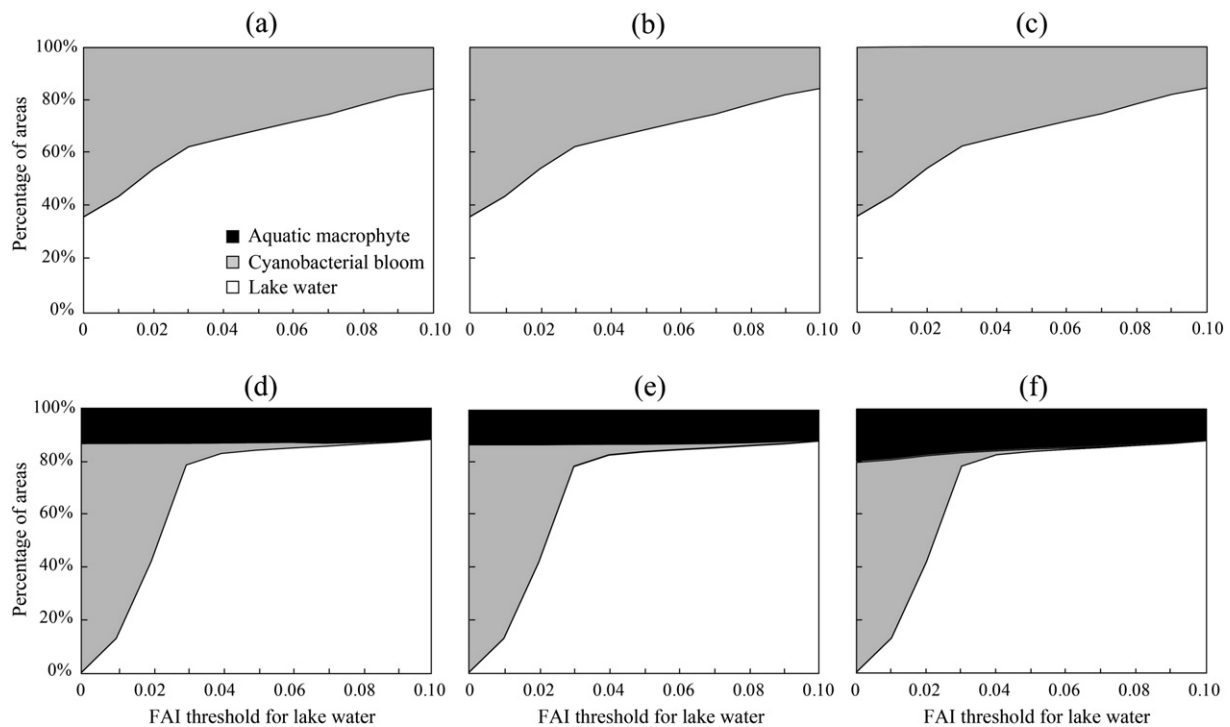 (a)
(b)
(c)
100%
80%
60%
40%
20%
0%
Percentage of areas
Aquatic macrophyte
Cyanobacterial bloom
Lake water
0 0.02 0.04 0.06 0.08 0.10
0 0.02 0.04 0.06 0.08 0.10
0 0.02 0.04 0.06 0.08 0.10
(d)
(e)
(f)
100%
80%
60%
40%
20%
0%
Percentage of areas
0 0.02 0.04 0.06 0.08 0.10
0 0.02 0.04 0.06 0.08 0.10
0 0.02 0.04 0.06 0.08 0.10
FAI threshold for lake water
FAI threshold for lake water
FAI threshold for lake water